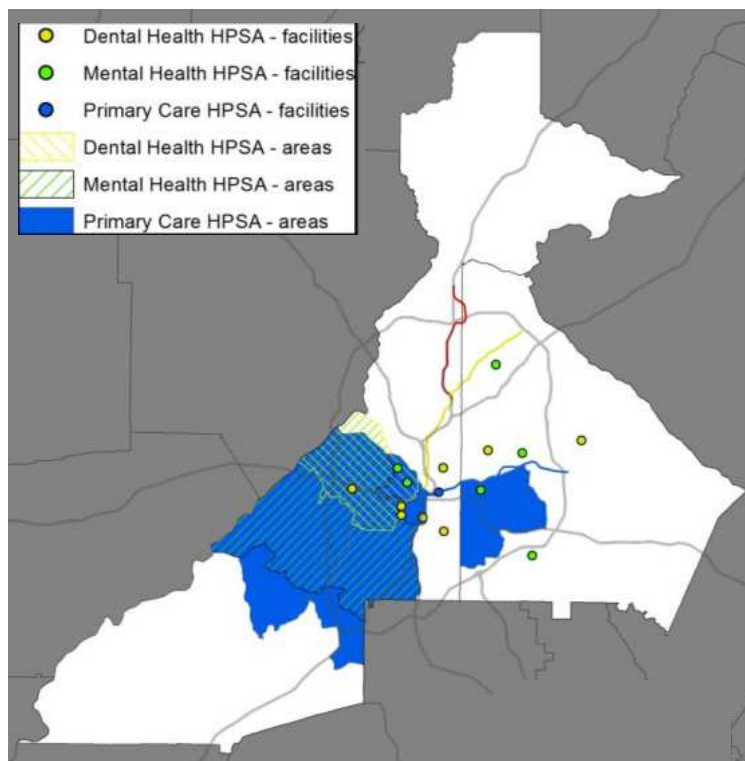 Dental Health HPSA - facilities
Mental Health HPSA - facilities
Primary Care HPSA - facilities
Dental Health HPSA - areas
Mental Health HPSA - areas
Primary Care HPSA - areas